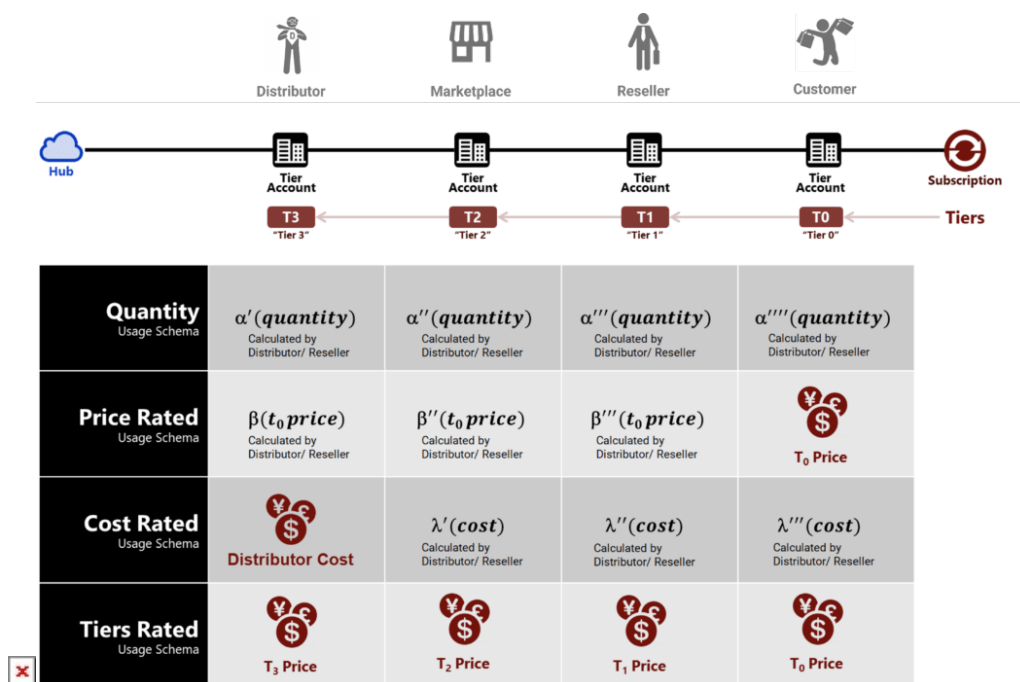 D
Distributor
Marketplace
Reseller
Customer
Hub
Tier
Account
Tier
Account
Tier
Account
Tier
Account
Subscription
T3
T2
T1
T0
Tiers
"Tier 3"
"Tier 2"
"Tier 1"
"Tier 0"
Quantity
Usage Schema
α′(quantity)
Calculated by
Distributor/ Reseller
α′′(quantity)
Calculated by
Distributor/ Reseller
α′′′(quantity)
Calculated by
Distributor/ Reseller
α′′′′(quantity)
Calculated by
Distributor/ Reseller
Price Rated
Usage Schema
β(t₀ price)
Calculated by
Distributor/ Reseller
β′′(t₀ price)
Calculated by
Distributor/ Reseller
β′′′(t₀ price)
Calculated by
Distributor/ Reseller
¥ £
$
T₀ Price
Cost Rated
Usage Schema
¥ £
$
Distributor Cost
λ′(cost)
Calculated by
Distributor/ Reseller
λ′′(cost)
Calculated by
Distributor/ Reseller
λ′′′(cost)
Calculated by
Distributor/ Reseller
Tiers Rated
Usage Schema
¥ £
$
T₃ Price
¥ £
$
T₂ Price
¥ £
$
T₁ Price
¥ £
$
T₀ Price